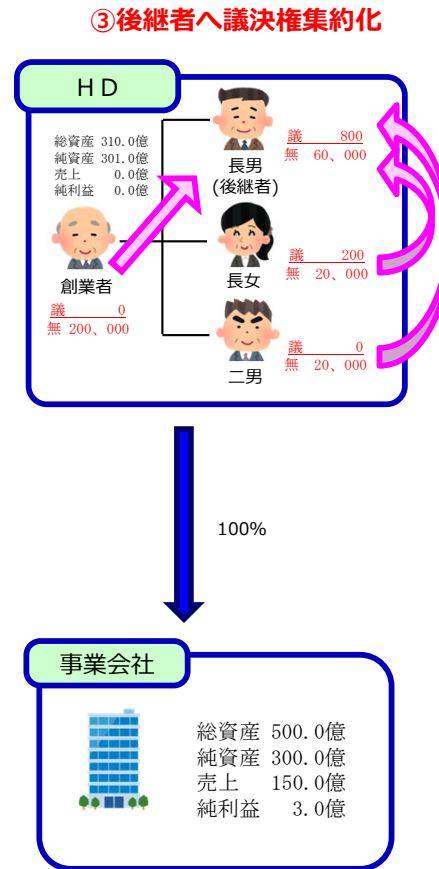 ③後継者へ議決権集約化
HD
総資産 310.0億
純資産 301.0億
売上 0.0億
純利益 0.0億
創業者
議 0
無 200、000
長男
(後継者)
議 800
無 60、000
長女
議 200
無 20、000
二男
議 0
無 20、000
100%
事業会社
総資産 500.0億
純資産 300.0億
売上 150.0億
純利益 3.0億